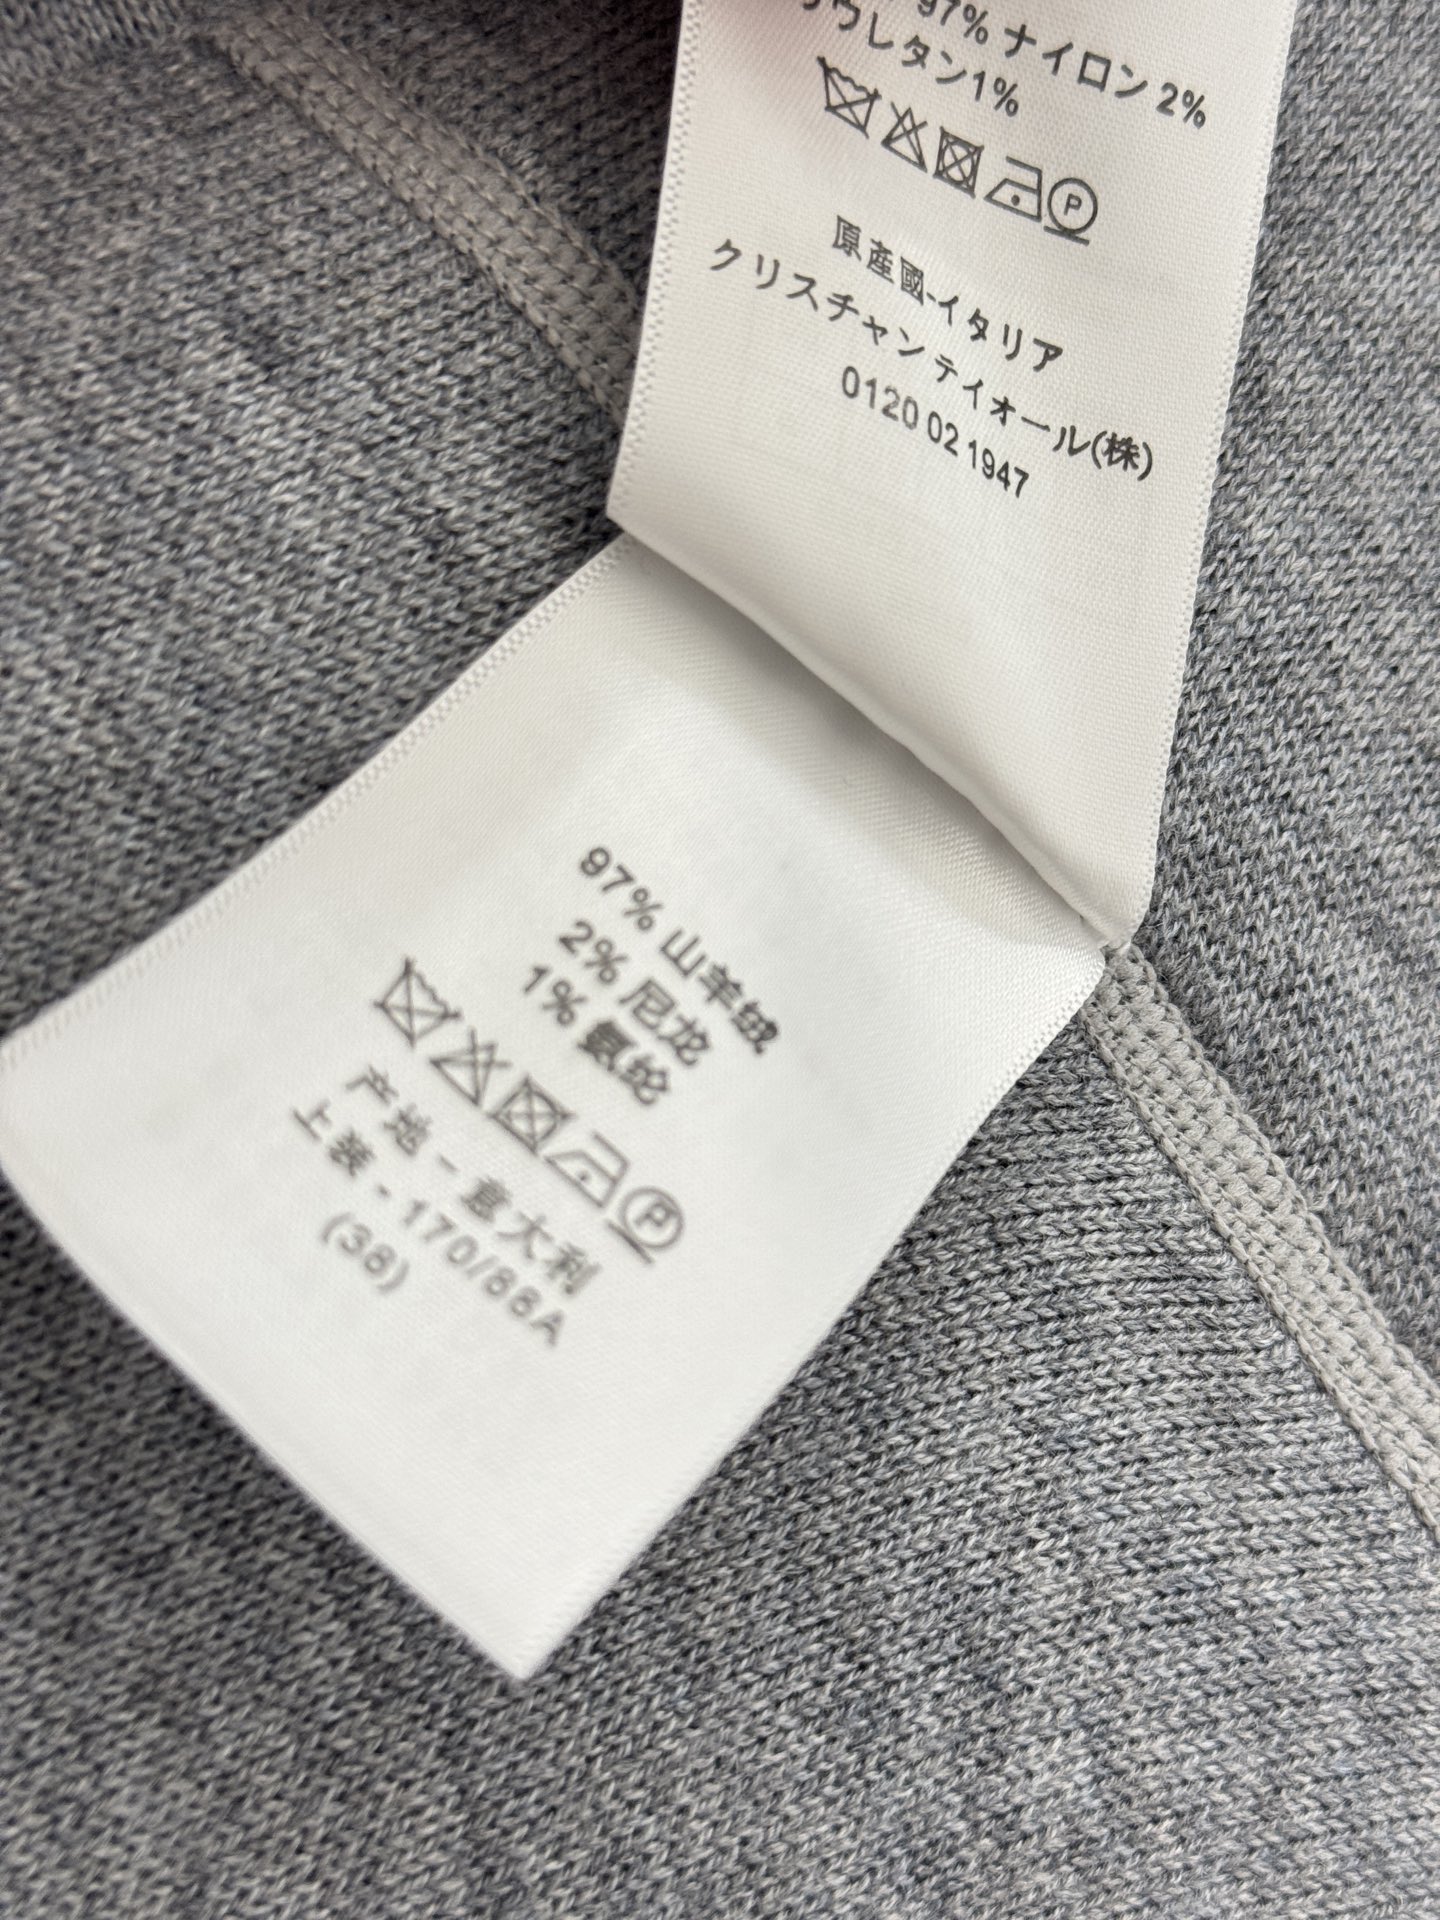 97% ナイロン 2%
ウレタン1%
P
原産國-イタリア
クリスチャン ディオール(株)
0120 02 1947
97% 山羊绒
2% 尼龙
1% 氨纶
P
产地 - 意大利
上装 - 170/88A
(38)